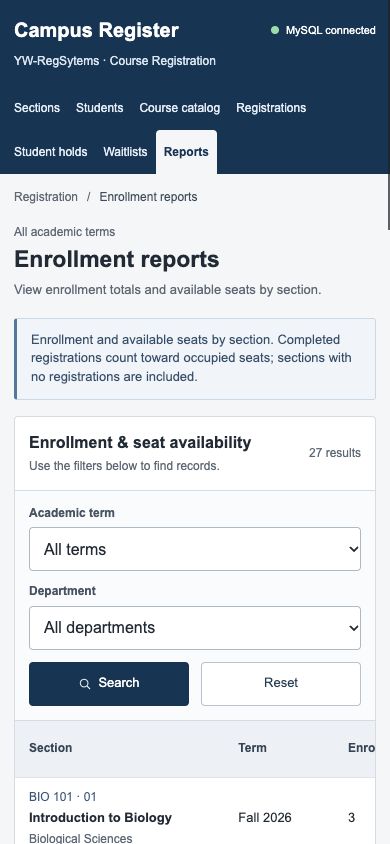 Campus Register
MySQL connected
YW-RegSytems · Course Registration
Sections Students Course catalog Registrations
Student holds Waitlists Reports
Registration / Enrollment reports
All academic terms
Enrollment reports
View enrollment totals and available seats by section.
Enrollment and available seats by section. Completed
registrations count toward occupied seats; sections with
no registrations are included.
Enrollment & seat availability
Use the filters below to find records.
27 results
Academic term
All terms
Department
All departments
Search Reset
Section Term Enro
BIO 101 · 01
Introduction to Biology Fall 2026 3
Biological Sciences